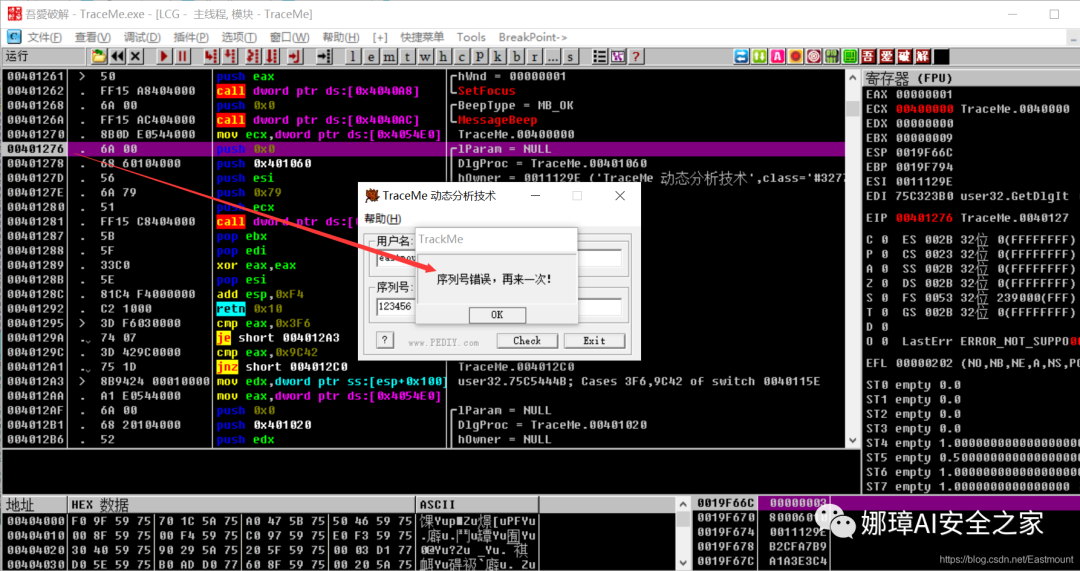 吾爱破解 - TraceMe.exe - [LCG - 主线程, 模块 - TraceMe]
文件(F) 查看(V) 调试(D) 插件(P) 选项(T) 窗口(W) 帮助(H) [+] 快捷菜单 Tools BreakPoint->
运行 l e m t w h c P k b r ... s ? 吾 爱 破 解
00401261 > 50 push eax hWnd = 00000001
00401262 . FF15 A8404000 call dword ptr ds:[0x4040A8] SetFocus
00401268 . 6A 00 push 0x0 BeepType = MB_OK
0040126A . FF15 AC404000 call dword ptr ds:[0x4040AC] MessageBeep
00401270 . 8B0D E0544000 mov ecx,dword ptr ds:[0x4054E0] TraceMe.00400000
00401276 . 6A 00 push 0x0 lParam = NULL
00401278 . 68 60104000 push 0x401060 DlgProc = TraceMe.00401060
0040127D . 56 push esi hOwner = 0011129E ('TraceMe 动态分析技术',class='#3277
0040127E . 6A 79 push 0x79
00401280 . 51 push ecx
00401281 . FF15 C8404000 call dword ptr ds:
00401287 . 5B pop ebx
00401288 . 5F pop edi
00401289 . 33C0 xor eax,eax
0040128B . 5E pop esi
0040128C . 81C4 F4000000 add esp,0xF4
00401292 . C2 1000 retn 0x10
00401295 > 3D F6030000 cmp eax,0x3F6
0040129A . 74 07 je short 004012A3
0040129C . 3D 429C0000 cmp eax,0x9C42
004012A1 . 75 1D jnz short 004012C0 TraceMe.004012C0
004012A3 > 8B9424 00010000 mov edx,dword ptr ss:[esp+0x100] user32.75C5444B; Cases 3F6,9C42 of switch 0040115E
004012AA . A1 E0544000 mov eax,dword ptr ds:[0x4054E0]
004012AF . 6A 00 push 0x0 lParam = NULL
004012B1 . 68 20104000 push 0x401020 DlgProc = TraceMe.00401020
004012B6 . 52 push edx hOwner = NULL
TraceMe 动态分析技术
帮助(H)
用户名:
序列号:
123456
? www.PEDIY.com Check Exit
TrackMe
序列号错误，再来一次!
OK
寄存器 (FPU)
EAX 00000001
ECX 00400000 TraceMe.0040000
EDX 00000000
EBX 00000009
ESP 0019F66C
EBP 0019F794
ESI 0011129E
EDI 75C323B0 user32.GetDlgIt
EIP 00401276 TraceMe.0040127
C 0 ES 002B 32位 0(FFFFFFFF)
P 0 CS 0023 32位 0(FFFFFFFF)
A 0 SS 002B 32位 0(FFFFFFFF)
Z 0 DS 002B 32位 0(FFFFFFFF)
S 0 FS 0053 32位 239000(FFF)
T 0 GS 002B 32位 0(FFFFFFFF)
D 0
O 0 LastErr ERROR_NOT_SUPPO
EFL 00000202 (NO,NB,NE,A,NS,PO
ST0 empty 0.0
ST1 empty 0.0
ST2 empty 0.0
ST3 empty 0.0
ST4 empty 1.000000000000000000
ST5 empty 0.500000000000000000
ST6 empty 1.000000000000000000
ST7 empty 1.0000000000000000
地址 HEX 数据 ASCII
00404000 F0 9F 59 75 70 1C 5A 75 A0 47 5B 75 50 46 59 75
00404010 00 8F 59 75 00 F4 59 75 C0 97 59 75 E0 F3 59 75
00404020 30 40 59 75 90 29 5A 75 20 5F 59 75 00 03 D1 77
00404030 D0 5E 59 75 B0 AD D0 77 60 8F 59 75 00 20 5A 75
0019F66C 00000003
0019F670
0019F674 0011129E
0019F678 B2CFA7B9
0019F67C A1A3E3C4
娜璋AI安全之家
https://blog.csdn.net/Eastmount